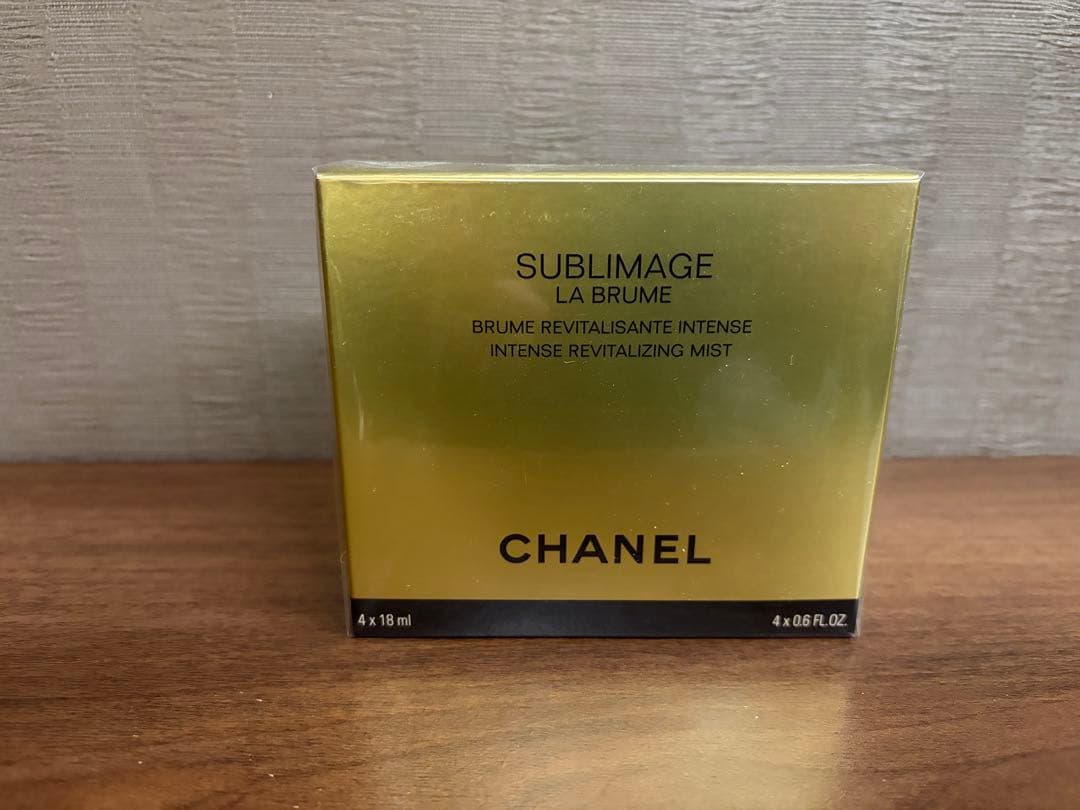 SUBLIMAGE
LA BRUME
BRUME REVITALISANTE INTENSE
INTENSE REVITALIZING MIST
CHANEL
4 x 18 ml
4 x 0.6 FL.OZ.